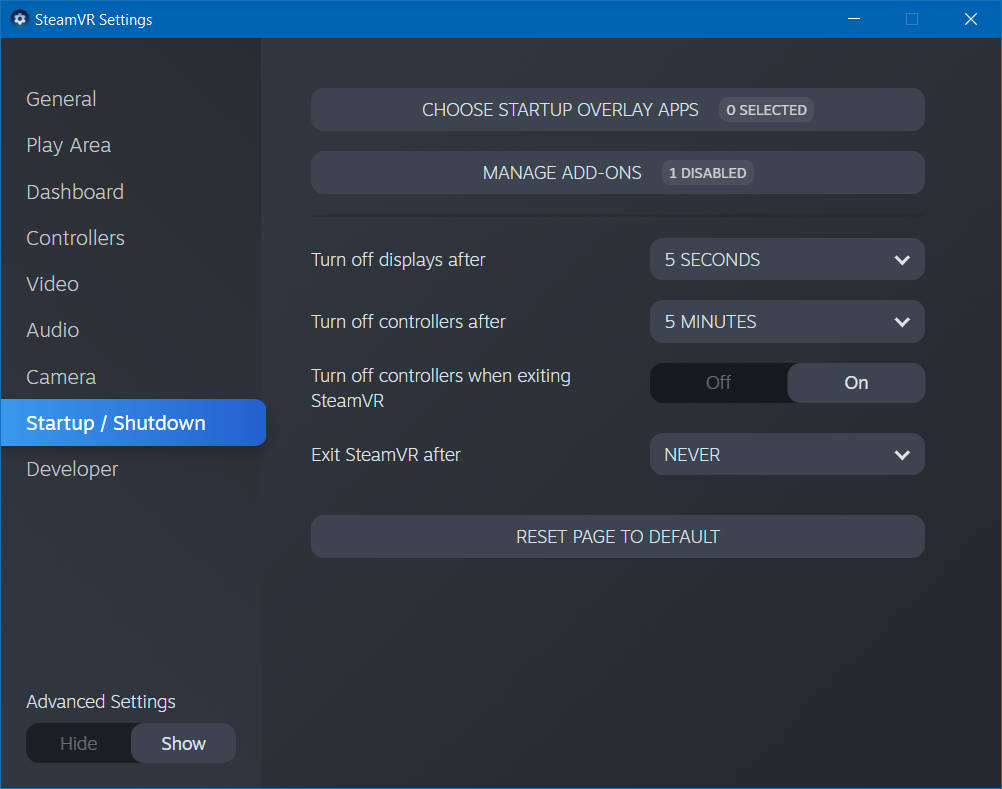 SteamVR Settings
General
Play Area
Dashboard
Controllers
Video
Audio
Camera
Startup / Shutdown
Developer
Advanced Settings
Hide Show
CHOOSE STARTUP OVERLAY APPS 0 SELECTED
MANAGE ADD-ONS 1 DISABLED
Turn off displays after 5 SECONDS
Turn off controllers after 5 MINUTES
Turn off controllers when exiting
SteamVR
Off On
Exit SteamVR after NEVER
RESET PAGE TO DEFAULT